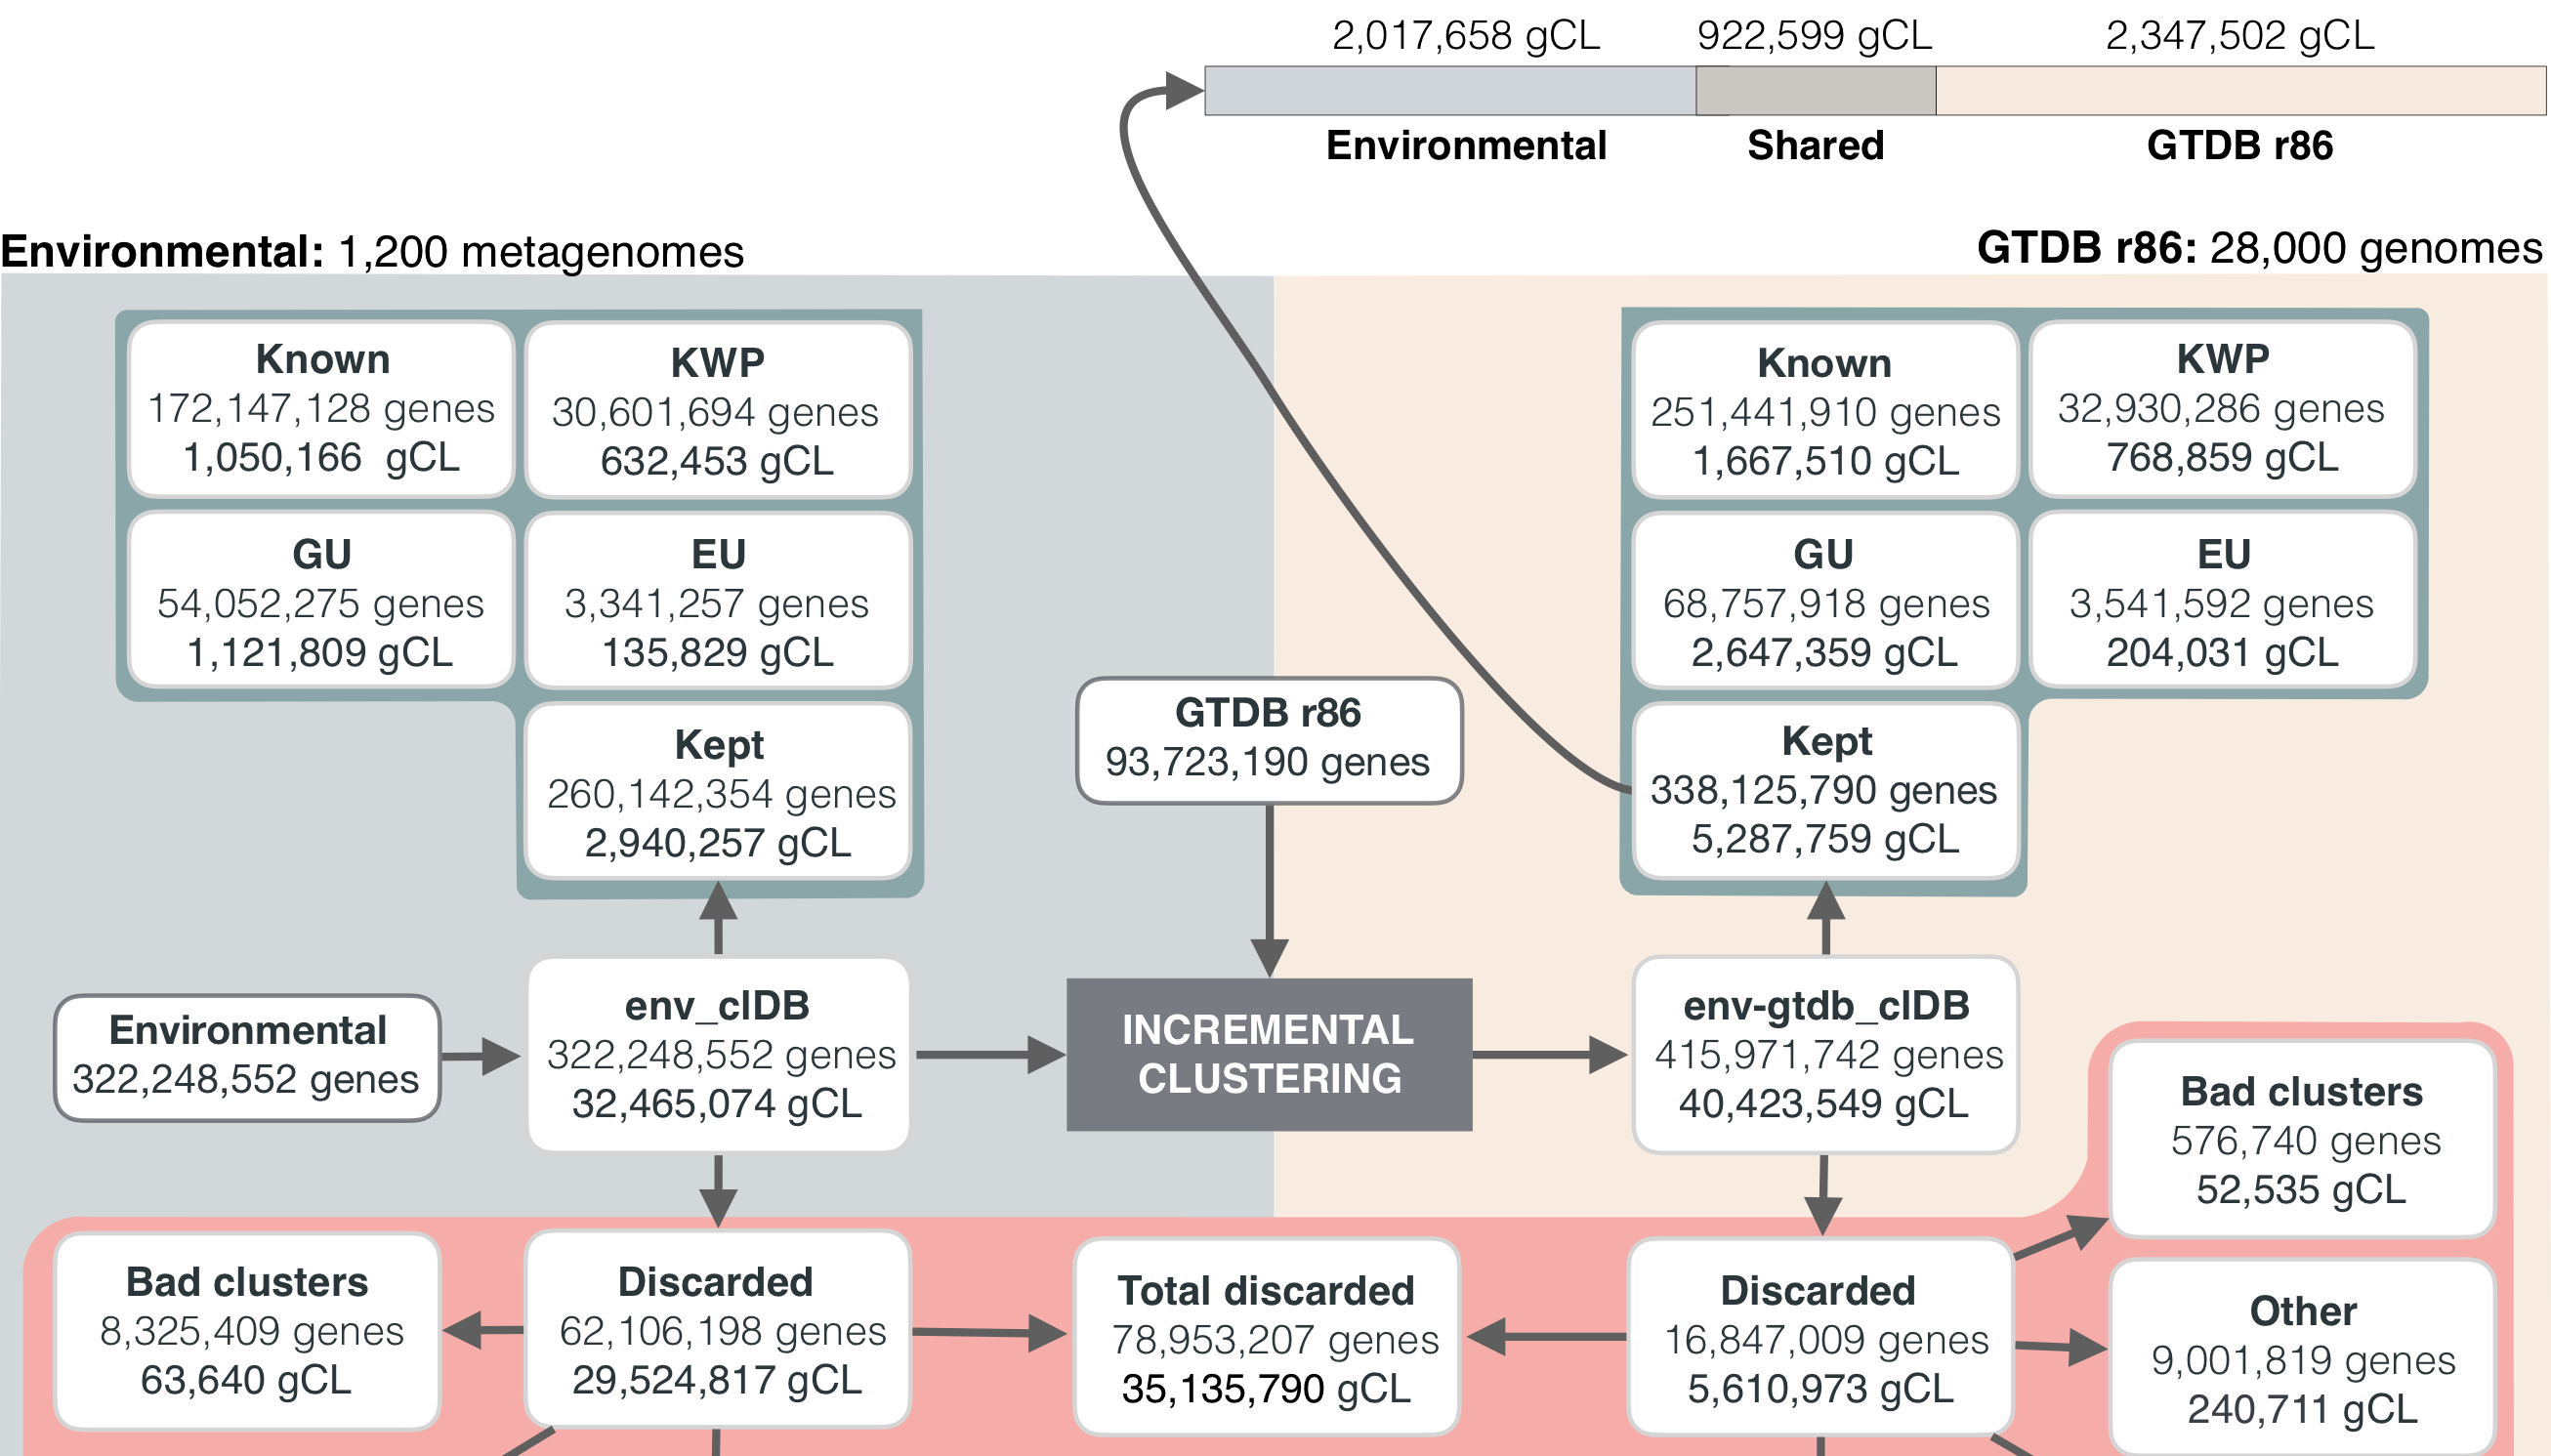 2,017,658 gCL
922,599 gCL
2,347,502 gCL
Environmental
Shared
GTDB r86
Environmental: 1,200 metagenomes
GTDB r86: 28,000 genomes
Known
172,147,128 genes
1,050,166 gCL
KWP
30,601,694 genes
632,453 gCL
GU
54,052,275 genes
1,121,809 gCL
EU
3,341,257 genes
135,829 gCL
Kept
260,142,354 genes
2,940,257 gCL
GTDB r86
93,723,190 genes
Known
251,441,910 genes
1,667,510 gCL
KWP
32,930,286 genes
768,859 gCL
GU
68,757,918 genes
2,647,359 gCL
EU
3,541,592 genes
204,031 gCL
Kept
338,125,790 genes
5,287,759 gCL
Environmental
322,248,552 genes
env_clDB
322,248,552 genes
32,465,074 gCL
INCREMENTAL
CLUSTERING
env-gtdb_clDB
415,971,742 genes
40,423,549 gCL
Bad clusters
576,740 genes
52,535 gCL
Bad clusters
8,325,409 genes
63,640 gCL
Discarded
62,106,198 genes
29,524,817 gCL
Total discarded
78,953,207 genes
35,135,790 gCL
Discarded
16,847,009 genes
5,610,973 gCL
Other
9,001,819 genes
240,711 gCL